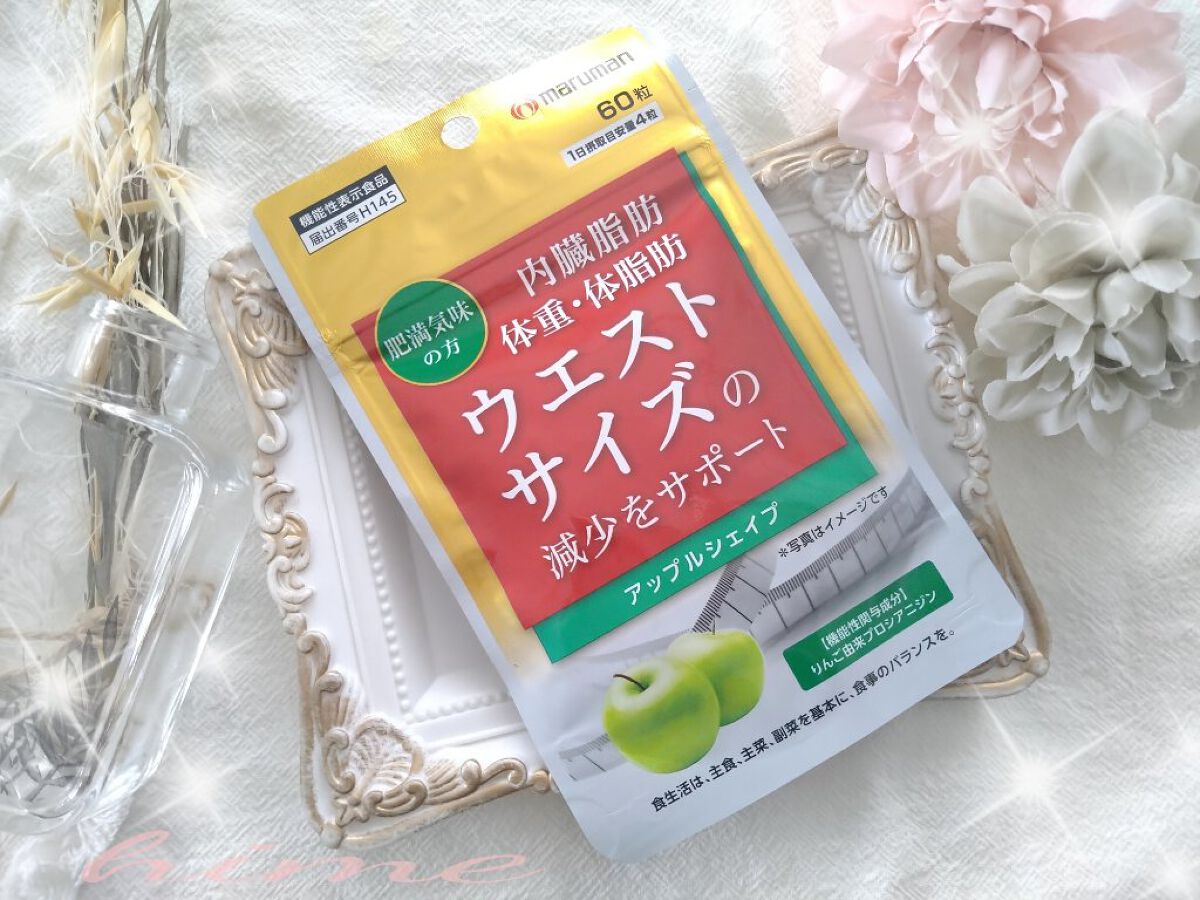 maruman
60粒
1日摂取目安量4粒
機能性表示食品
届出番号H145
肥満気味
の方
内臓脂肪
体重・体脂肪
ウエスト
サイズの
減少をサポート
アップルシェイプ
*写真はイメージです
【機能性関与成分】
りんご由来プロシアニジン
食生活は、主食、主菜、副菜を基本に、食事のバランスを。
hime